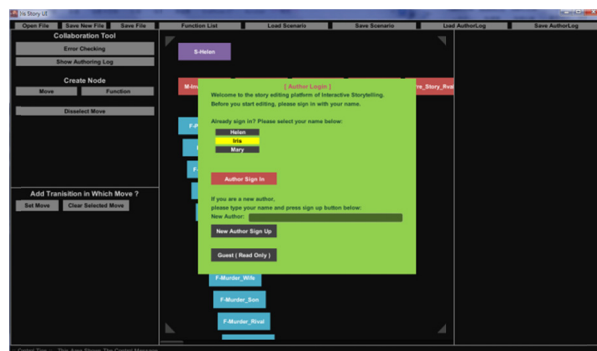 Iris Story UI
Open File Save New File Save File Function List Load Scenario Save Scenario Load AuthorLog Save AuthorLog
Collaboration Tool
Error Checking
Show Authoring Log
Create Node
Move Function
Disselect Move
Add Transition in Which Move ?
Set Move Clear Selected Move
S-Helen
[ Author Login ]
Welcome to the story editing platform of Interactive Storytelling.
Before you start editing, please sign in with your name.
Already sign in? Please select your name below:
Helen
Iris
Mary
Author Sign In
If you are a new author,
please type your name and press sign up button below:
New Author:
New Author Sign Up
Guest ( Read Only )
F-Murder_Wife
F-Murder_Son
F-Murder_Rival